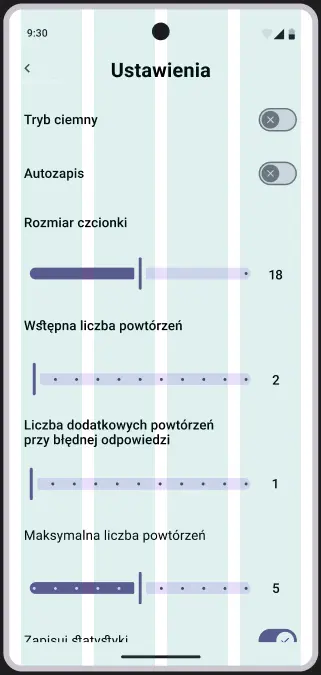 9:30
Ustawienia
Tryb ciemny
Autozapis
Rozmiar czcionki
18
Wstępna liczba powtórzeń
2
Liczba dodatkowych powtórzeń
przy błędnej odpowiedzi
1
Maksymalna liczba powtórzeń
5
Zapisuj statystyki